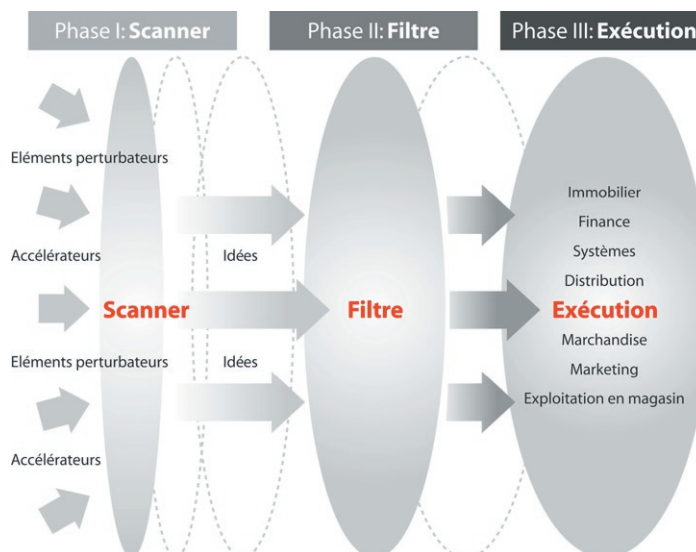 Phase I: Scanner
Phase II: Filtre
Phase III: Exécution
Eléments perturbateurs
Accélérateurs
Idées
Scanner
Eléments perturbateurs
Idées
Accélérateurs
Filtre
Immobilier
Finance
Systèmes
Distribution
Exécution
Marchandise
Marketing
Exploitation en magasin